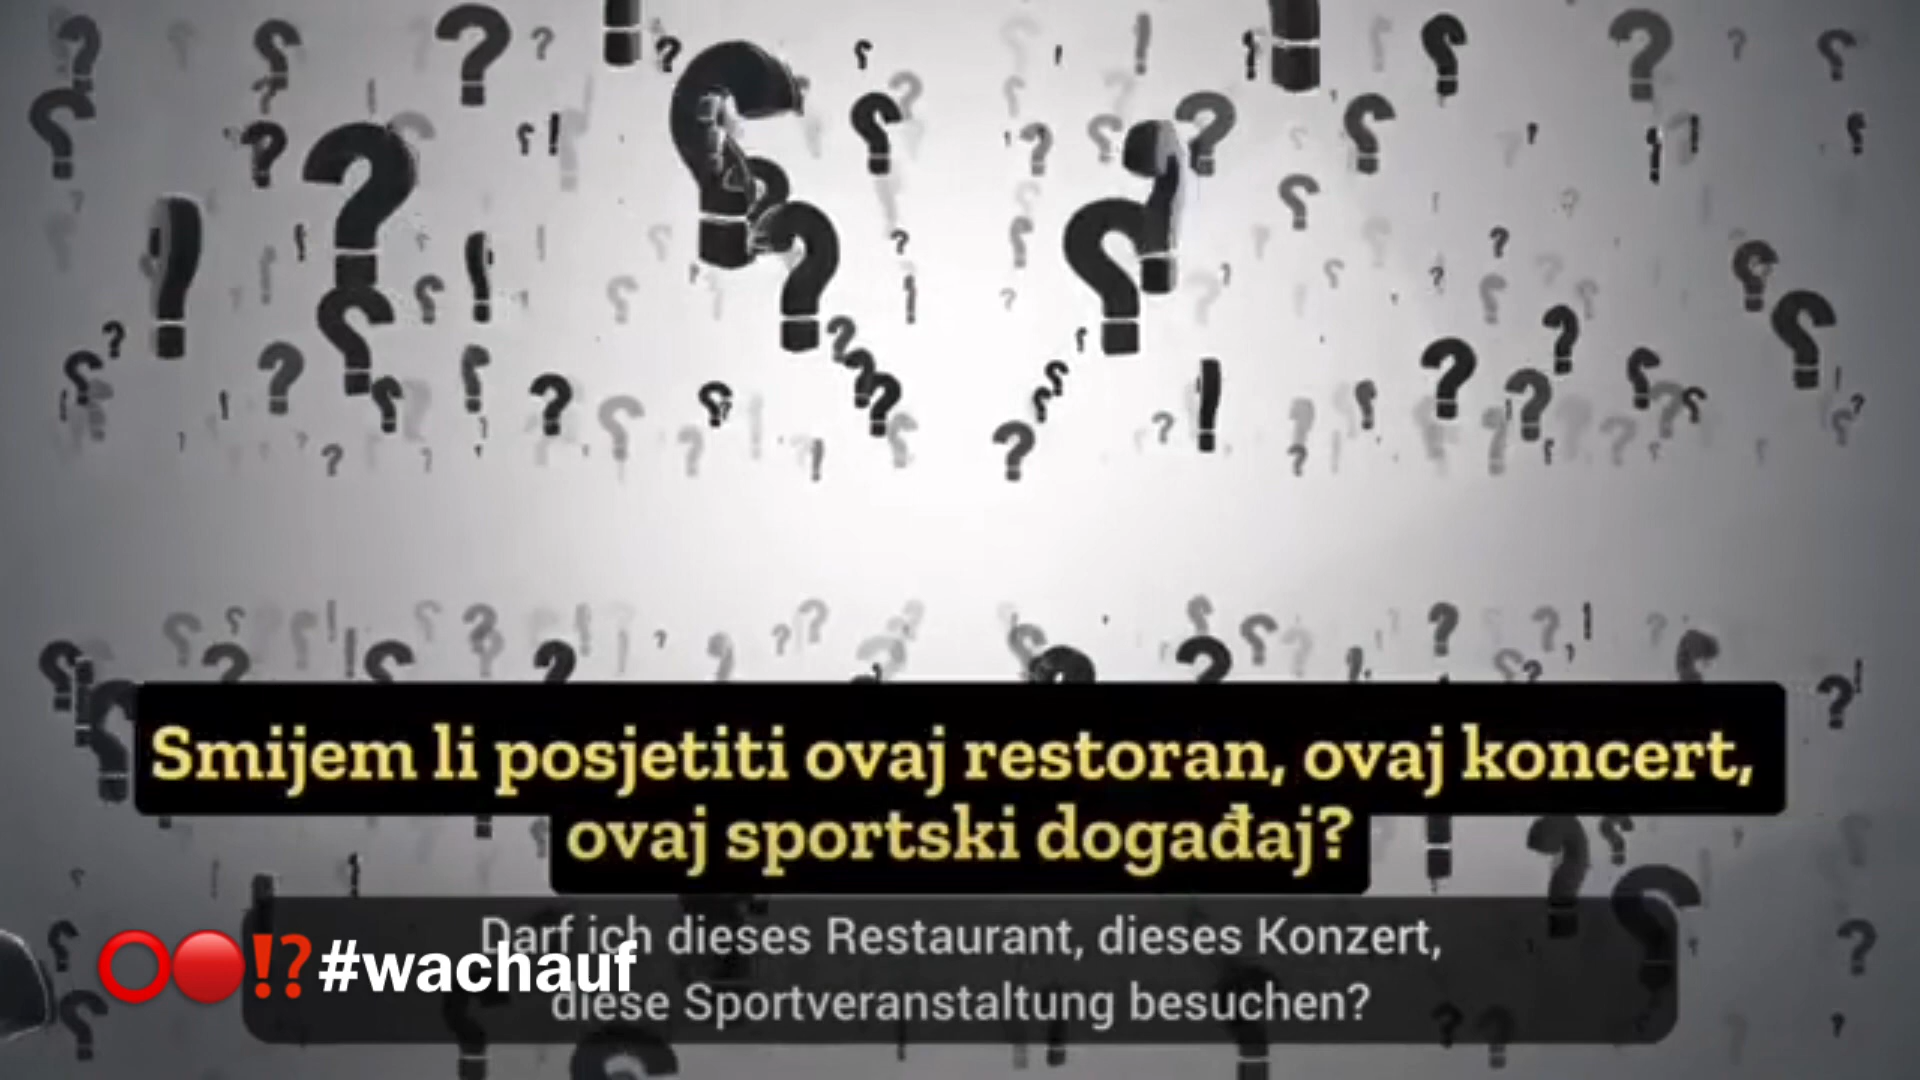 Smijem li posjetiti ovaj restoran, ovaj koncert,
ovaj sportski događaj?
Darf ich dieses Restaurant, dieses Konzert,
diese Sportveranstaltung besuchen?
⭕🔴⁉️#wachauf